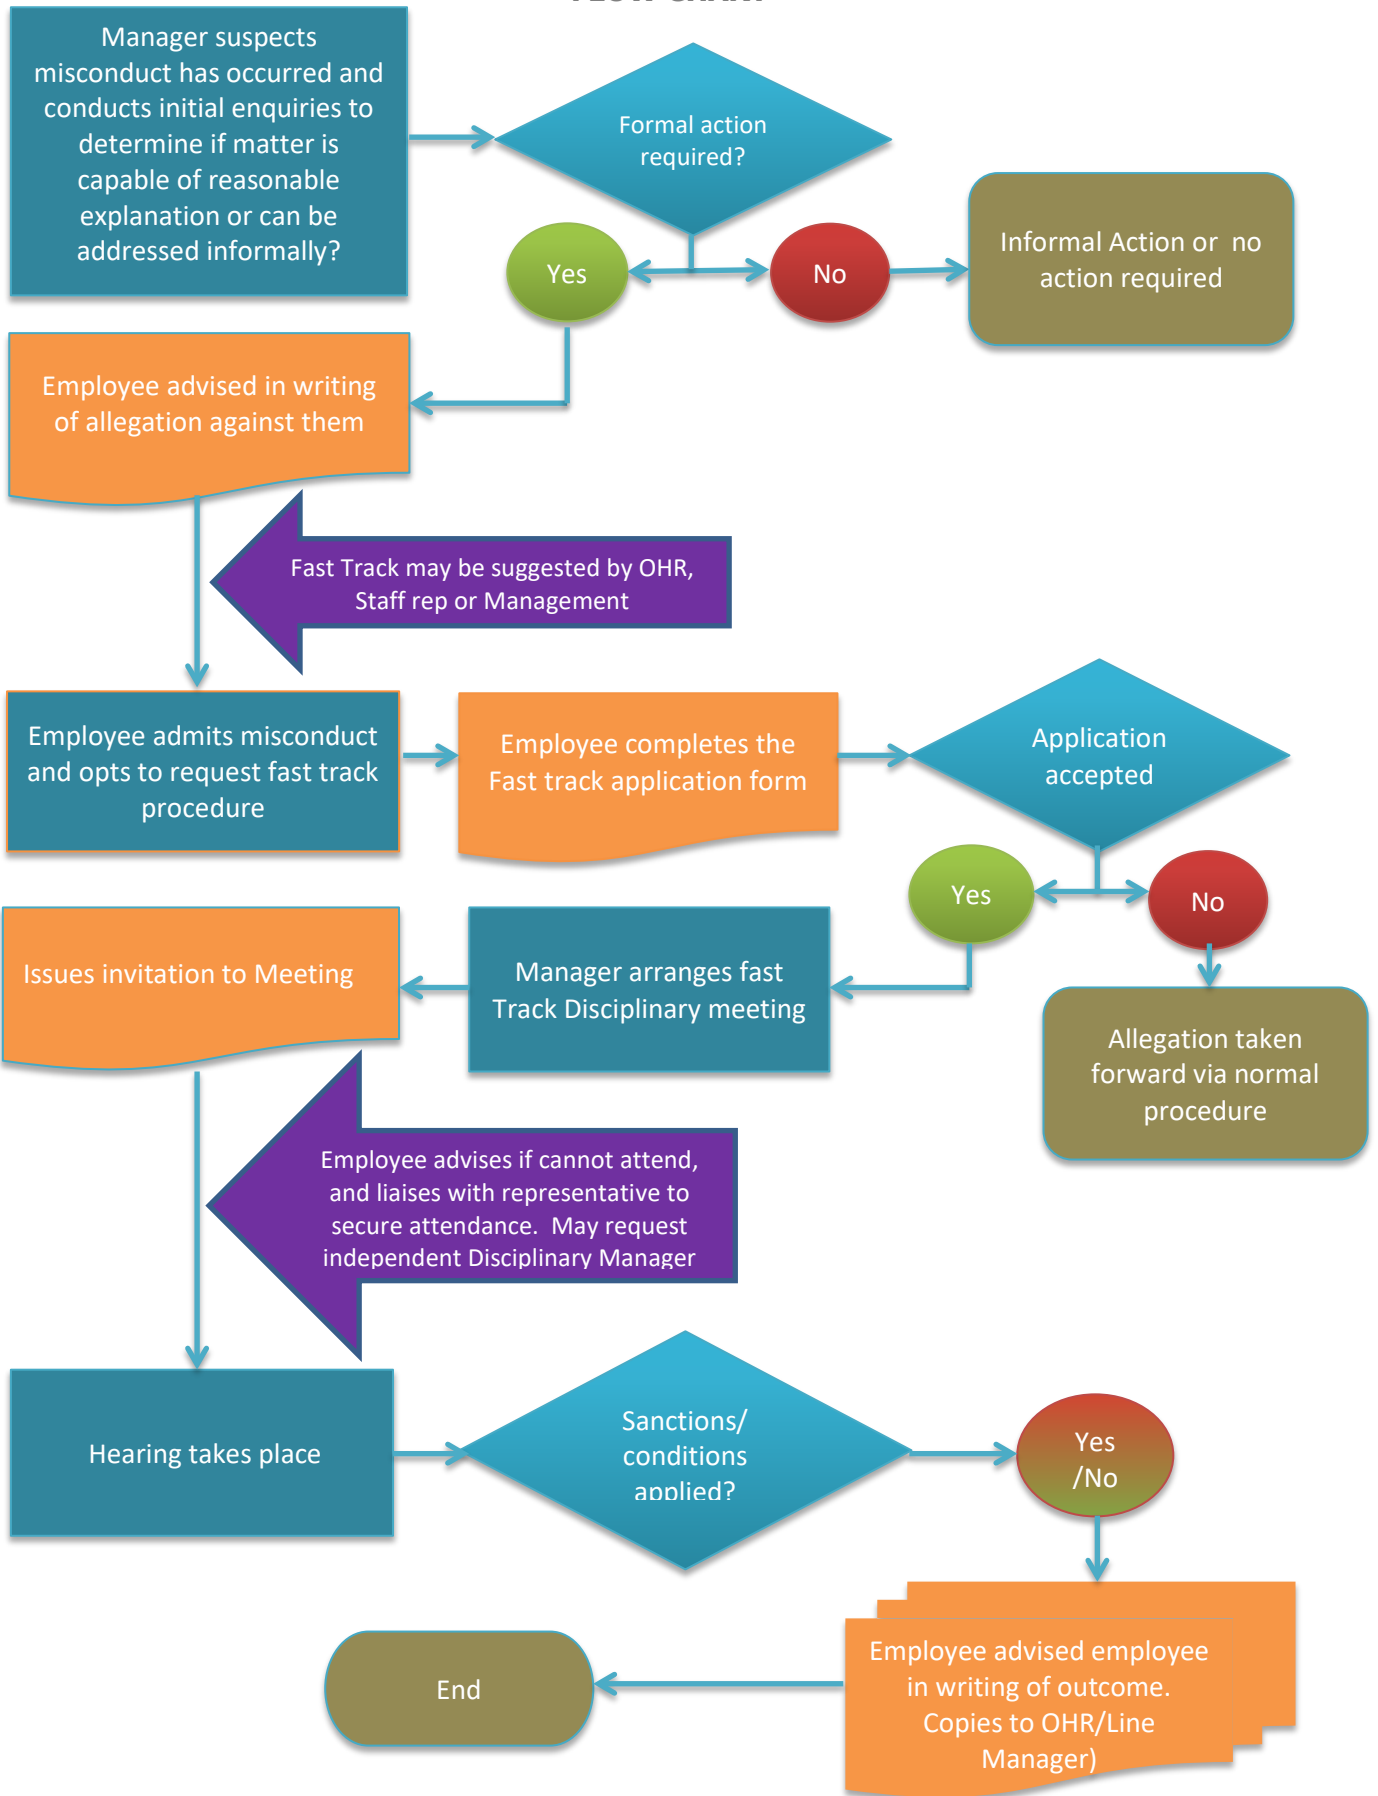 Manager suspects
misconduct has occurred and
conducts initial enquiries to
determine if matter is
capable of reasonable
explanation or can be
addressed informally?
Formal action
required?
Yes
No
Informal Action or  no
action required
Employee advised in writing
of allegation against them
Fast Track may be suggested by OHR,
Staff rep or Management
Employee admits misconduct
and opts to request fast track
procedure
Employee completes the
Fast track application form
Application
accepted
Yes
No
Issues invitation to Meeting
Manager arranges fast
Track Disciplinary meeting
Allegation taken
forward via normal
procedure
Employee advises if cannot attend,
and liaises with representative to
secure attendance.  May request
independent Disciplinary Manager
Hearing takes place
Sanctions/
conditions
applied?
Yes
/No
Employee advised employee
in writing of outcome.
Copies to OHR/Line
Manager)
End